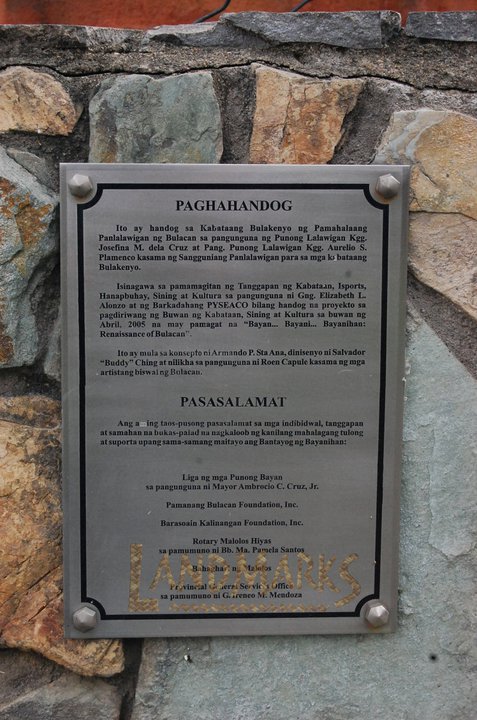 PAGHAHANDOG
Ito ay handog sa Kabataang Bulakenyo ng Pamahalaang
Panlalawigan ng Bulacan sa pangunguna ng Punong Lalawigan Kgg.
Josefina M. dela Cruz at Pang. Punong Lalawigan Kgg. Aurelio S.
Plamenco kasama ng Sangguniang Panlalawigan para sa mga kabataang
Bulakenyo.
Isinagawa sa pamamagitan ng Tanggapan ng Kabataan, Isports,
Hanapbuhay, Sining at Kultura sa pangunguna ni Gng. Elizabeth L.
Alonzo at ng Barkadahang PYSEACO bilang handog na proyekto sa
pagdiriwang ng Buwan ng Kabataan, Sining at Kultura sa buwan ng
Abril, 2005 na may pamagat na "Bayan... Bayani... Bayanihan:
Renaissance of Bulacan".
Ito ay mula sa konsepto ni Armando P. Sta Ana, dinisenyo ni Salvador
"Buddy" Ching at nilikha sa pangunguna ni Roen Capule kasama ng mga
artistang biswal ng Bulacan.
PASASALAMAT
Ang aming taos-pusong pasasalamat sa mga indibidwal, tanggapan
at samahan na bukas-palad na nagkaloob ng kanilang mahalagang tulong
at suporta upang sama-samang maitayo ang Bantayog ng Bayanihan:
Liga ng mga Punong Bayan
sa pangunguna ni Mayor Ambrocio C. Cruz, Jr.
Pamanang Bulacan Foundation, Inc.
Barasoain Kalinangan Foundation, Inc.
Rotary Malolos Hiyas
sa pamumuno ni Bb. Ma. Pamela Santos
Bahaghari ng Malolos
Provincial General Services Office
sa pamumuno ni G. Ireneo M. Mendoza
LANDMARKS